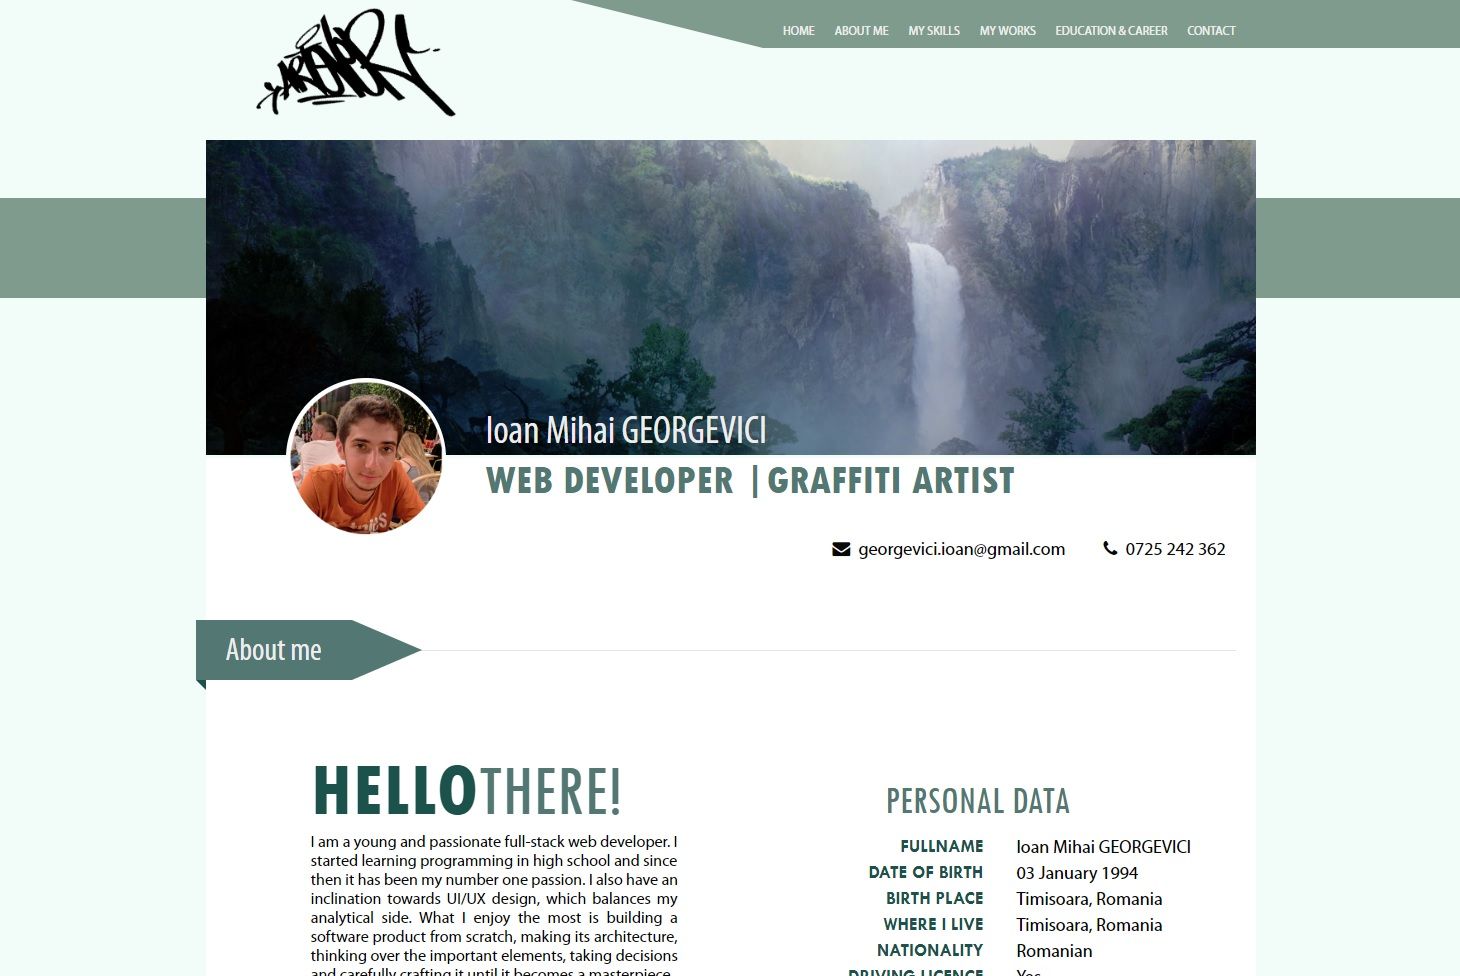 HOME ABOUT ME MY SKILLS MY WORKS EDUCATION & CAREER CONTACT
Ioan Mihai GEORGEVICI
WEB DEVELOPER | GRAFFITI ARTIST
georgevici.ioan@gmail.com 0725 242 362
About me
HELLO THERE!
I am a young and passionate full-stack web developer. I
started learning programming in high school and since
then it has been my number one passion. I also have an
inclination towards UI/UX design, which balances my
analytical side. What I enjoy the most is building a
software product from scratch, making its architecture,
thinking over the important elements, taking decisions
and carefully crafting it until it becomes a masterpiece.
PERSONAL DATA
FULLNAME Ioan Mihai GEORGEVICI
DATE OF BIRTH 03 January 1994
BIRTH PLACE Timisoara, Romania
WHERE I LIVE Timisoara, Romania
NATIONALITY Romanian
DRIVING LICENCE Yes